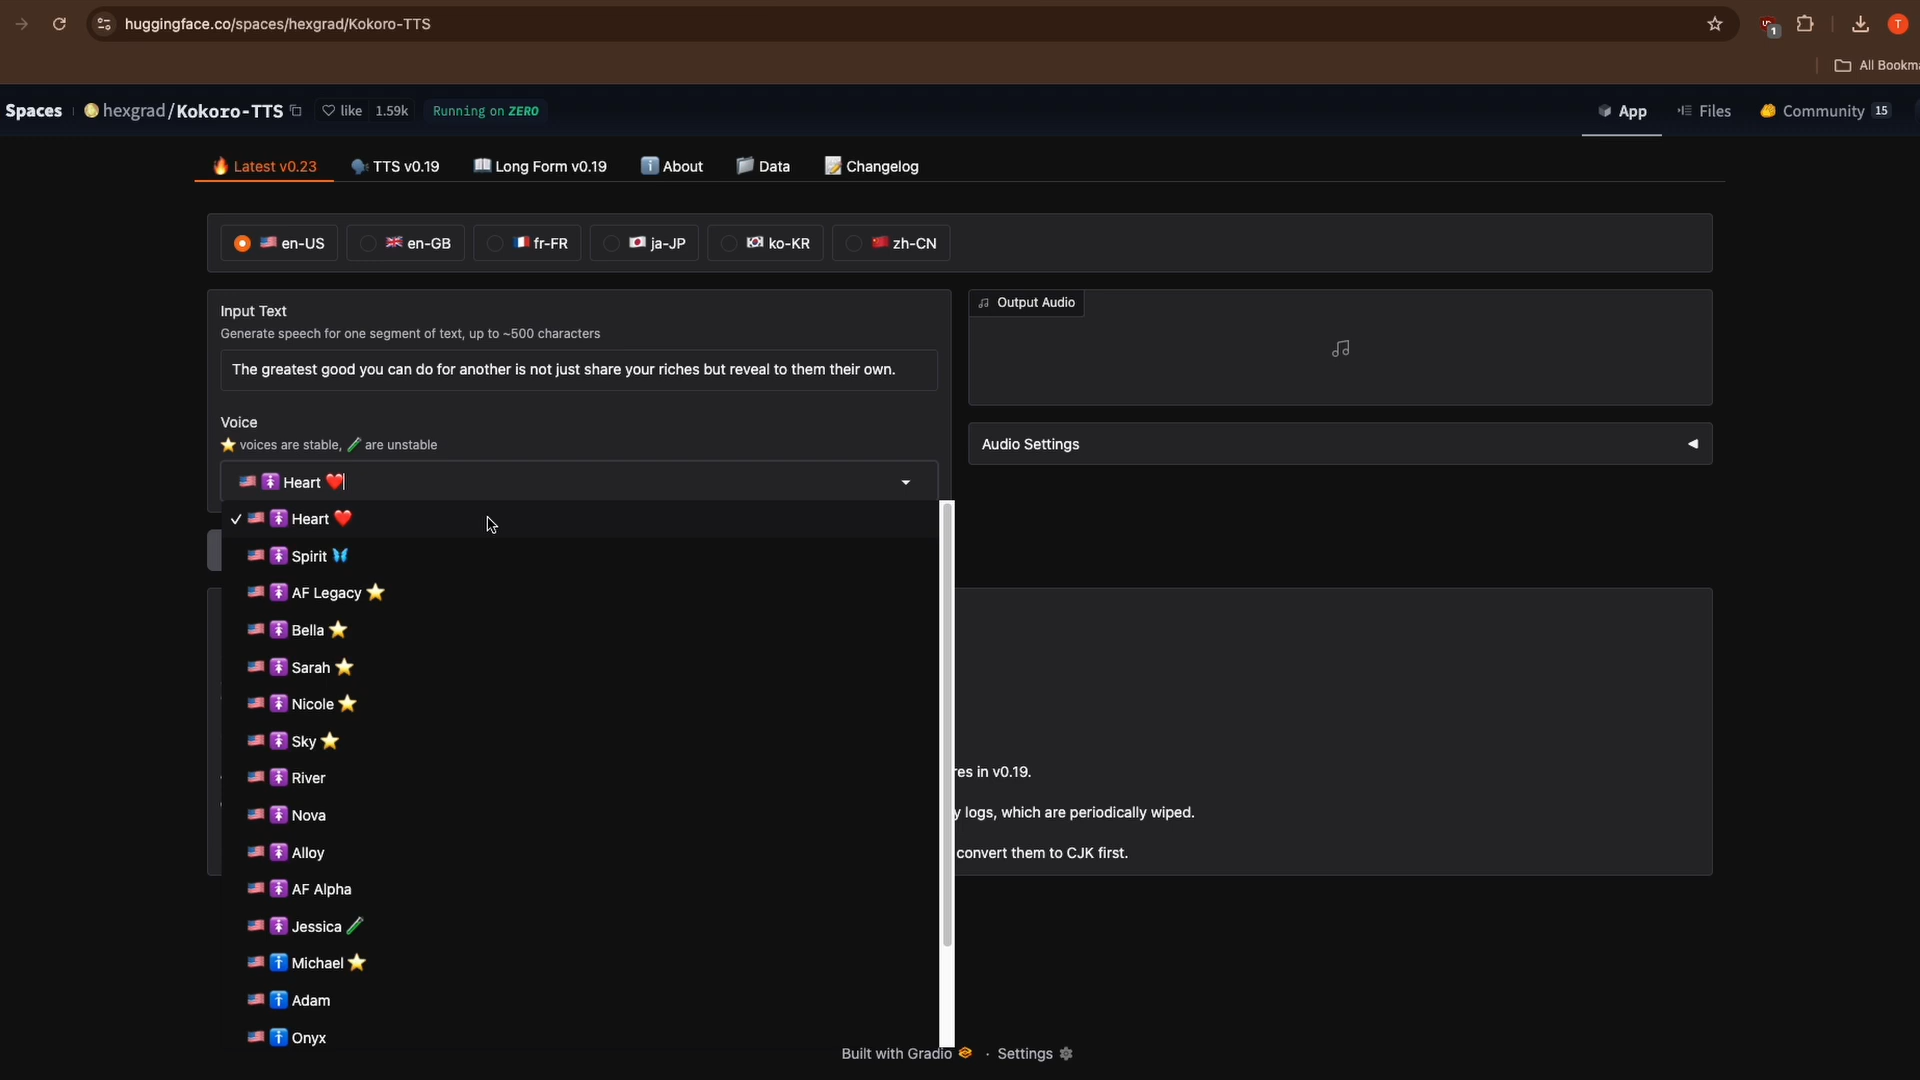 huggingface.co/spaces/hexgrad/Kokoro-TTS
1
T
All Bookma
Spaces
hexgrad/Kokoro-TTS
like 1.59k
Running on ZERO
App
Files
Community 15
Latest v0.23
TTS v0.19
Long Form v0.19
About
Data
Changelog
en-US
en-GB
fr-FR
ja-JP
ko-KR
zh-CN
Input Text
Generate speech for one segment of text, up to ~500 characters
The greatest good you can do for another is not just share your riches but reveal to them their own.
Output Audio
Voice
⭐ voices are stable, 🧪 are unstable
Audio Settings
🇺🇸 🚺 Heart ❤️
✓ 🇺🇸 🚺 Heart ❤️
🇺🇸 🚺 Spirit 🦋
🇺🇸 🚺 AF Legacy ⭐
🇺🇸 🚺 Bella ⭐
🇺🇸 🚺 Sarah ⭐
🇺🇸 🚺 Nicole ⭐
🇺🇸 🚺 Sky ⭐
🇺🇸 🚺 River
🇺🇸 🚺 Nova
🇺🇸 🚺 Alloy
🇺🇸 🚺 AF Alpha
🇺🇸 🚺 Jessica 🧪
🇺🇸 🚹 Michael ⭐
🇺🇸 🚹 Adam
🇺🇸 🚹 Onyx
res in v0.19.
y logs, which are periodically wiped.
convert them to CJK first.
Built with Gradio · Settings